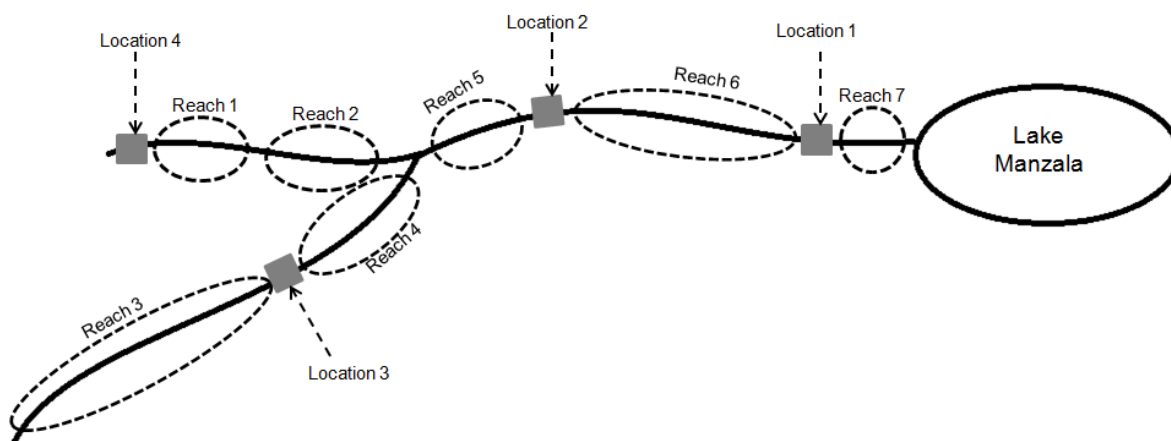 Location 4
Location 2
Location 1
Reach 1
Reach 2
Reach 5
Reach 6
Reach 7
Lake
Manzala
Reach 4
Reach 3
Location 3